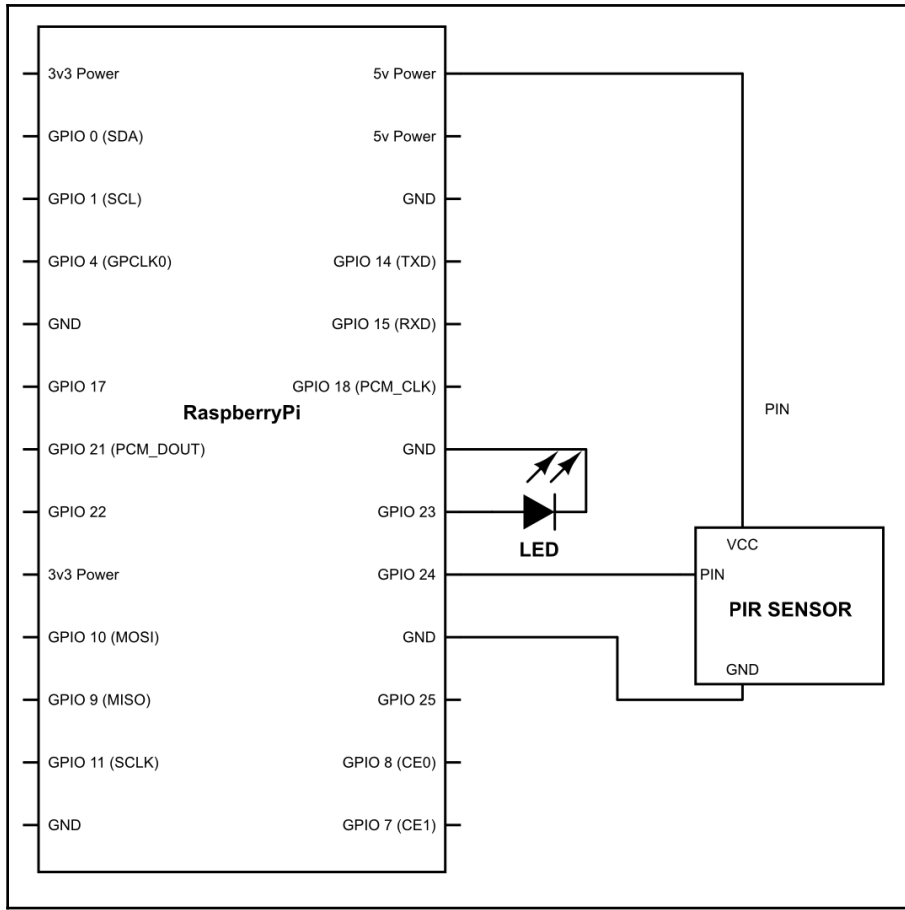 3v3 Power
5v Power
GPIO 0 (SDA)
5v Power
GPIO 1 (SCL)
GND
GPIO 4 (GPCLK0)
GPIO 14 (TXD)
GND
GPIO 15 (RXD)
GPIO 17
GPIO 18 (PCM_CLK)
RaspberryPi
PIN
GPIO 21 (PCM_DOUT)
GND
GPIO 22
GPIO 23
LED
VCC
3v3 Power
GPIO 24
PIN
PIR SENSOR
GPIO 10 (MOSI)
GND
GND
GPIO 9 (MISO)
GPIO 25
GPIO 11 (SCLK)
GPIO 8 (CE0)
GND
GPIO 7 (CE1)